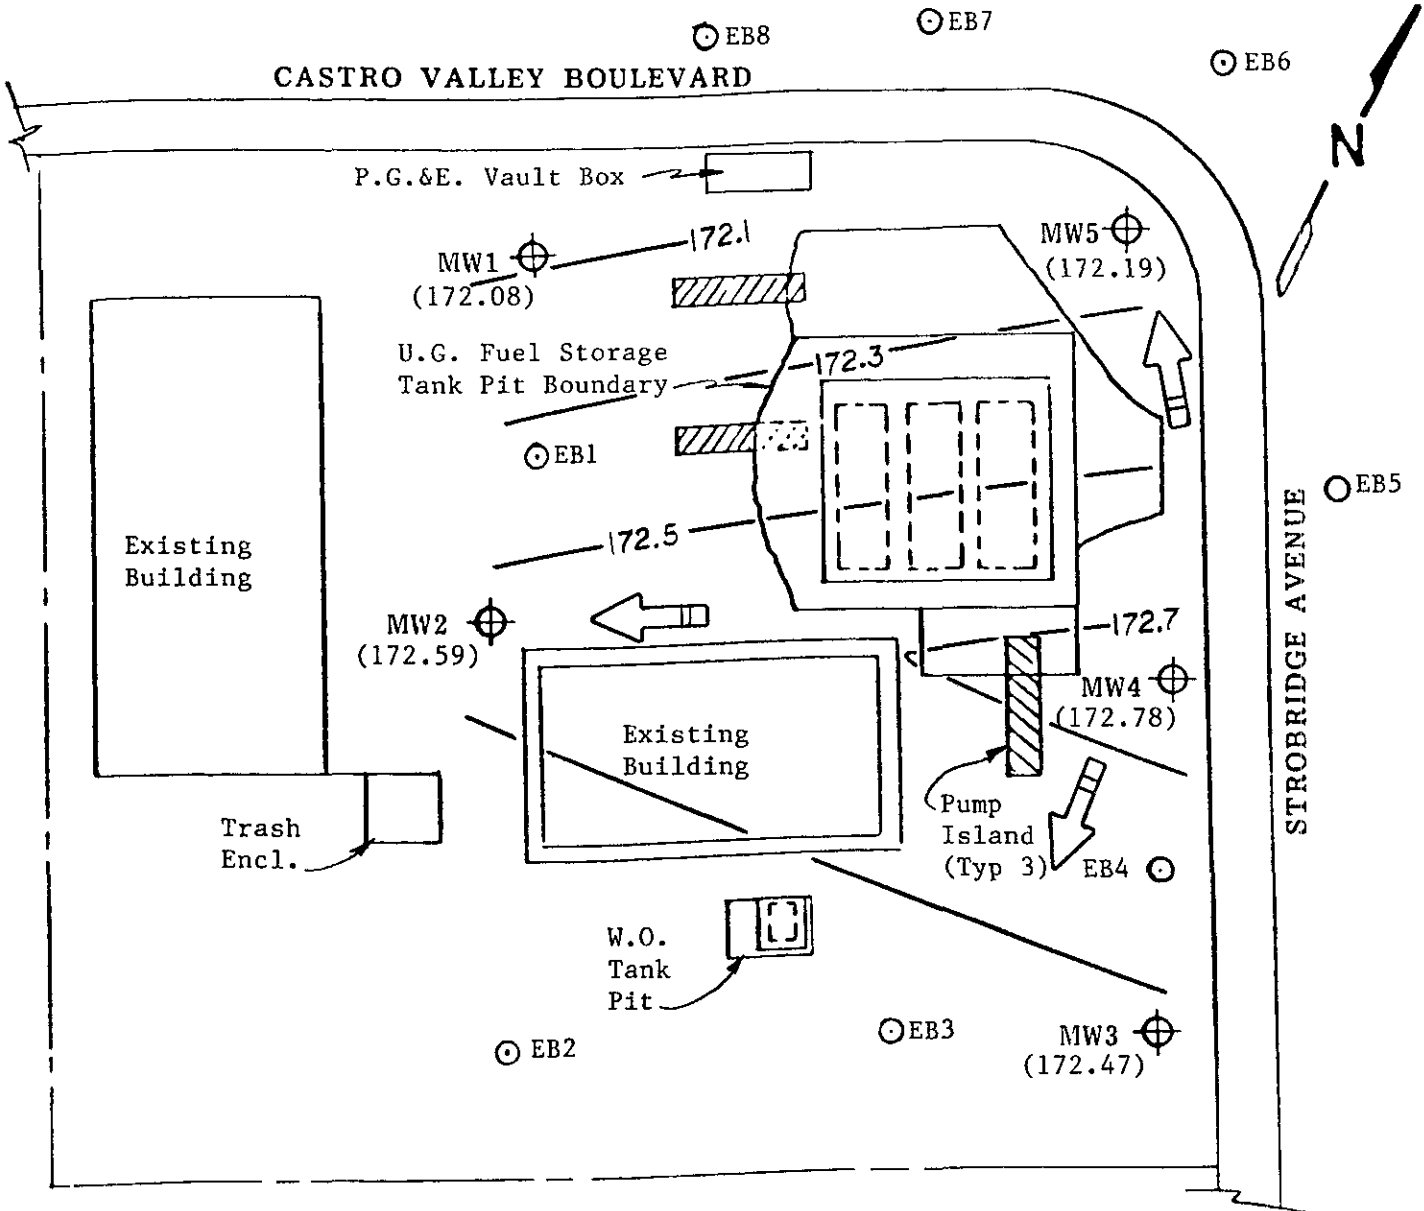 EB8
EB7
EB6
CASTRO VALLEY BOULEVARD
N
P.G.&E. Vault Box
172.1
MW1
(172.08)
MW5
(172.19)
U.G. Fuel Storage
Tank Pit Boundary
172.3
EB1
EB5
172.5
Existing
Building
STROBRIDGE AVENUE
MW2
(172.59)
172.7
MW4
(172.78)
Existing
Building
Pump
Island
(Typ 3)
Trash
Encl.
EB4
W.O.
Tank
Pit
EB2
EB3
MW3
(172.47)